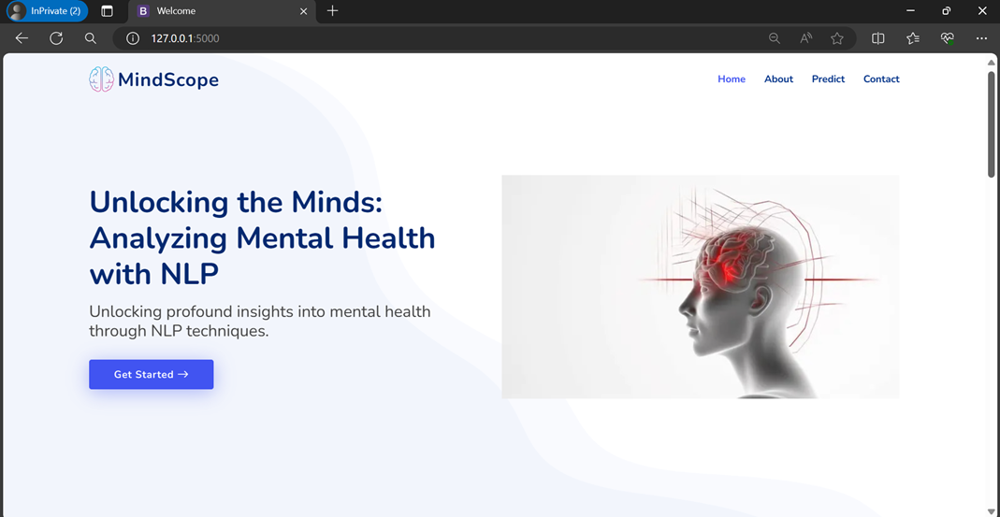 InPrivate (2)
B Welcome
127.0.0.1:5000
MindScope
Home About Predict Contact
Unlocking the Minds:
Analyzing Mental Health
with NLP
Unlocking profound insights into mental health
through NLP techniques.
Get Started →